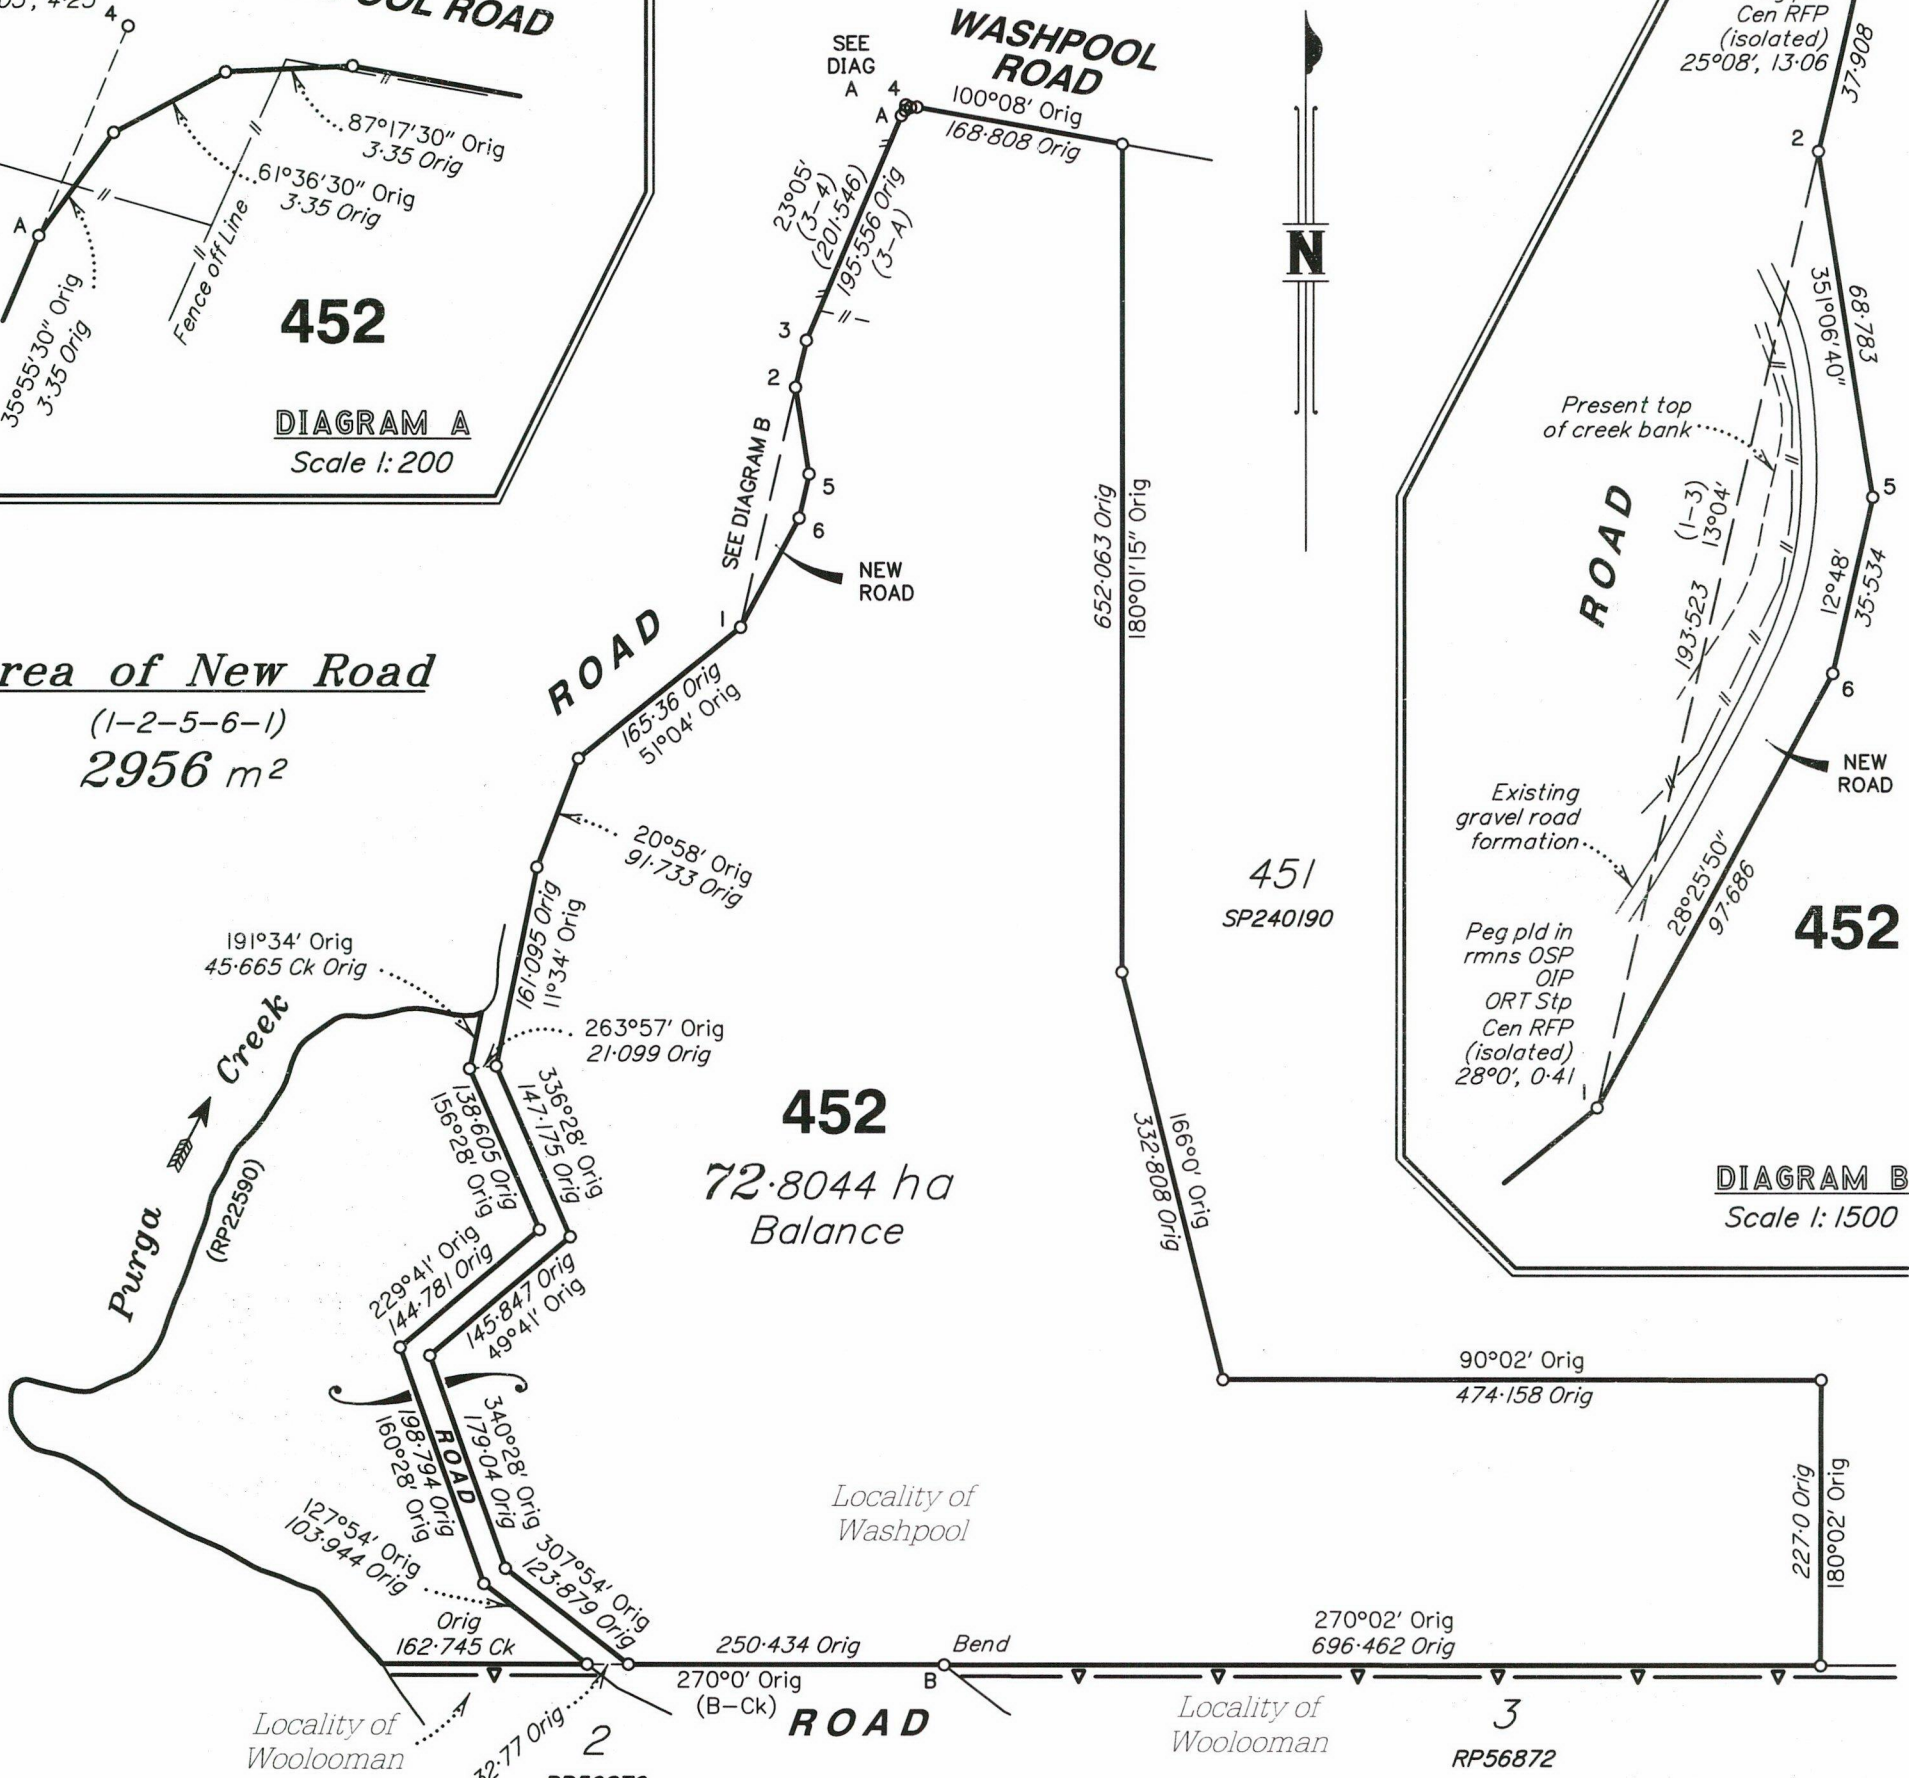 4
OOL ROAD
87°17'30" Orig
3·35 Orig
61°36'30" Orig
3·35 Orig
A
35°55'30" Orig
3·35 Orig
Fence off Line
452
DIAGRAM A
Scale 1:200
SEE
DIAG
A
4
A
WASHPOOL
ROAD
100°08' Orig
168·808 Orig
23°05'
(3-4)
(201·546)
195·556 Orig
(3-A)
3
2
SEE DIAGRAM B
5
6
NEW
ROAD
1
N
652·063 Orig
180°01'15" Orig
Cen RFP
(isolated)
25°08', 13·06
37·908
2
351°06'40"
68·783
Present top
of creek bank
(1-3)
13°04'
193·523
ROAD
5
12°48'
35·534
6
NEW
ROAD
Existing
gravel road
formation
28°25'50"
97·686
452
Peg pld in
rmns OSP
OIP
ORT Stp
Cen RFP
(isolated)
28°0', 0·41
1
DIAGRAM B
Scale 1:1500
rea of New Road
(1-2-5-6-1)
2956 m²
ROAD
165·36 Orig
51°04' Orig
20°58' Orig
91·733 Orig
161·095 Orig
11°34' Orig
191°34' Orig
45·665 Ck Orig
263°57' Orig
21·099 Orig
451
SP240190
Purga Creek
(RP22590)
336°28' Orig
147·175 Orig
138·605 Orig
156°28' Orig
452
72·8044 ha
Balance
166°0' Orig
332·808 Orig
229°41' Orig
144·781 Orig
145·847 Orig
49°41' Orig
90°02' Orig
474·158 Orig
340°28' Orig
179·04 Orig
ROAD
198·794 Orig
160°28' Orig
127°54' Orig
103·944 Orig
307°54' Orig
123·879 Orig
Locality of
Washpool
227·0 Orig
180°02' Orig
Orig
162·745 Ck
250·434 Orig
270°0' Orig
(B-Ck)
Bend
B
270°02' Orig
696·462 Orig
ROAD
Locality of
Woolooman
32·77 Orig
2
Locality of
Woolooman
3
RP56872